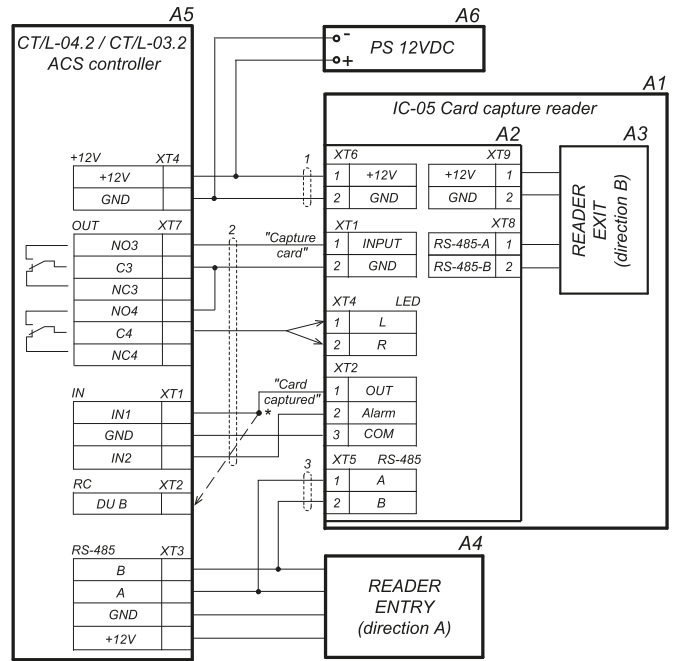 A5
CT/L-04.2 / CT/L-03.2
ACS controller
+12V XT4
+12V
GND
OUT XT7
NO3
C3
NC3
NO4
C4
NC4
IN XT1
IN1
GND
IN2
RC XT2
DU B
RS-485 XT3
B
A
GND
+12V
1
2
"Capture
card"
"Card
captured"
*
3
A6
-
+
PS 12VDC
A1
IC-05 Card capture reader
A2
XT6
1 +12V
2 GND
XT9
+12V 1
GND 2
XT1
1 INPUT
2 GND
XT8
RS-485-A 1
RS-485-B 2
XT4 LED
1 L
2 R
XT2
1 OUT
2 Alarm
3 COM
XT5 RS-485
1 A
2 B
A3
READER
EXIT
(direction B)
A4
READER
ENTRY
(direction A)